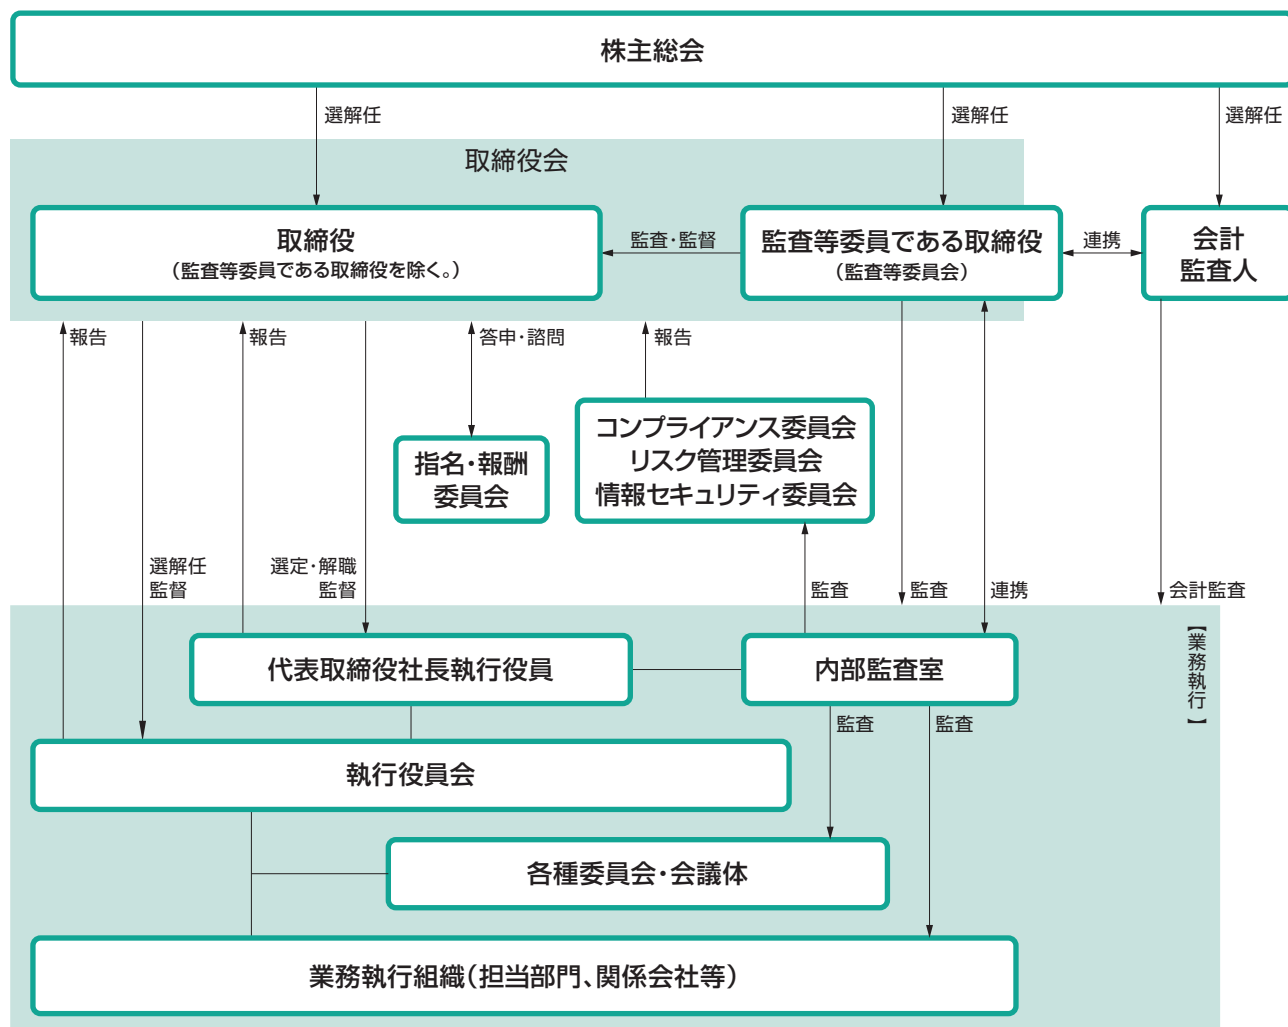 株主総会
選解任
選解任
選解任
取締役会
取締役
（監査等委員である取締役を除く。）
監査・監督
監査等委員である取締役
（監査等委員会）
連携
会計
監査人
報告
報告
答申・諮問
報告
指名・報酬
委員会
コンプライアンス委員会
リスク管理委員会
情報セキュリティ委員会
選解任
監督
選定・解職
監督
監査
監査
連携
会計監査
【業務執行】
代表取締役社長執行役員
内部監査室
監査
監査
執行役員会
各種委員会・会議体
業務執行組織（担当部門、関係会社等）